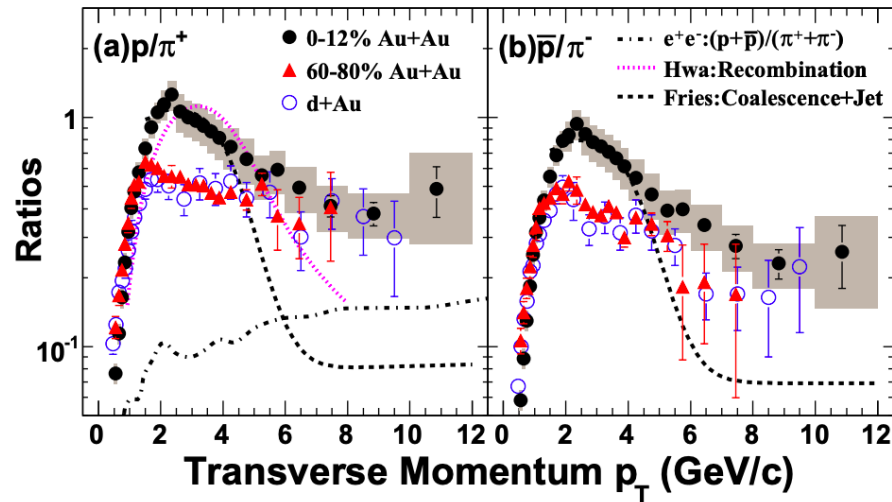 (a)p/π⁺
0-12% Au+Au
60-80% Au+Au
d+Au
(b)p̅/π⁻
e⁺e⁻:(p+p̅)/(π⁺+π⁻)
Hwa:Recombination
Fries:Coalescence+Jet
Ratios
1
10⁻¹
0 2 4 6 8 10 12
0 2 4 6 8 10 12
Transverse Momentum p_T (GeV/c)